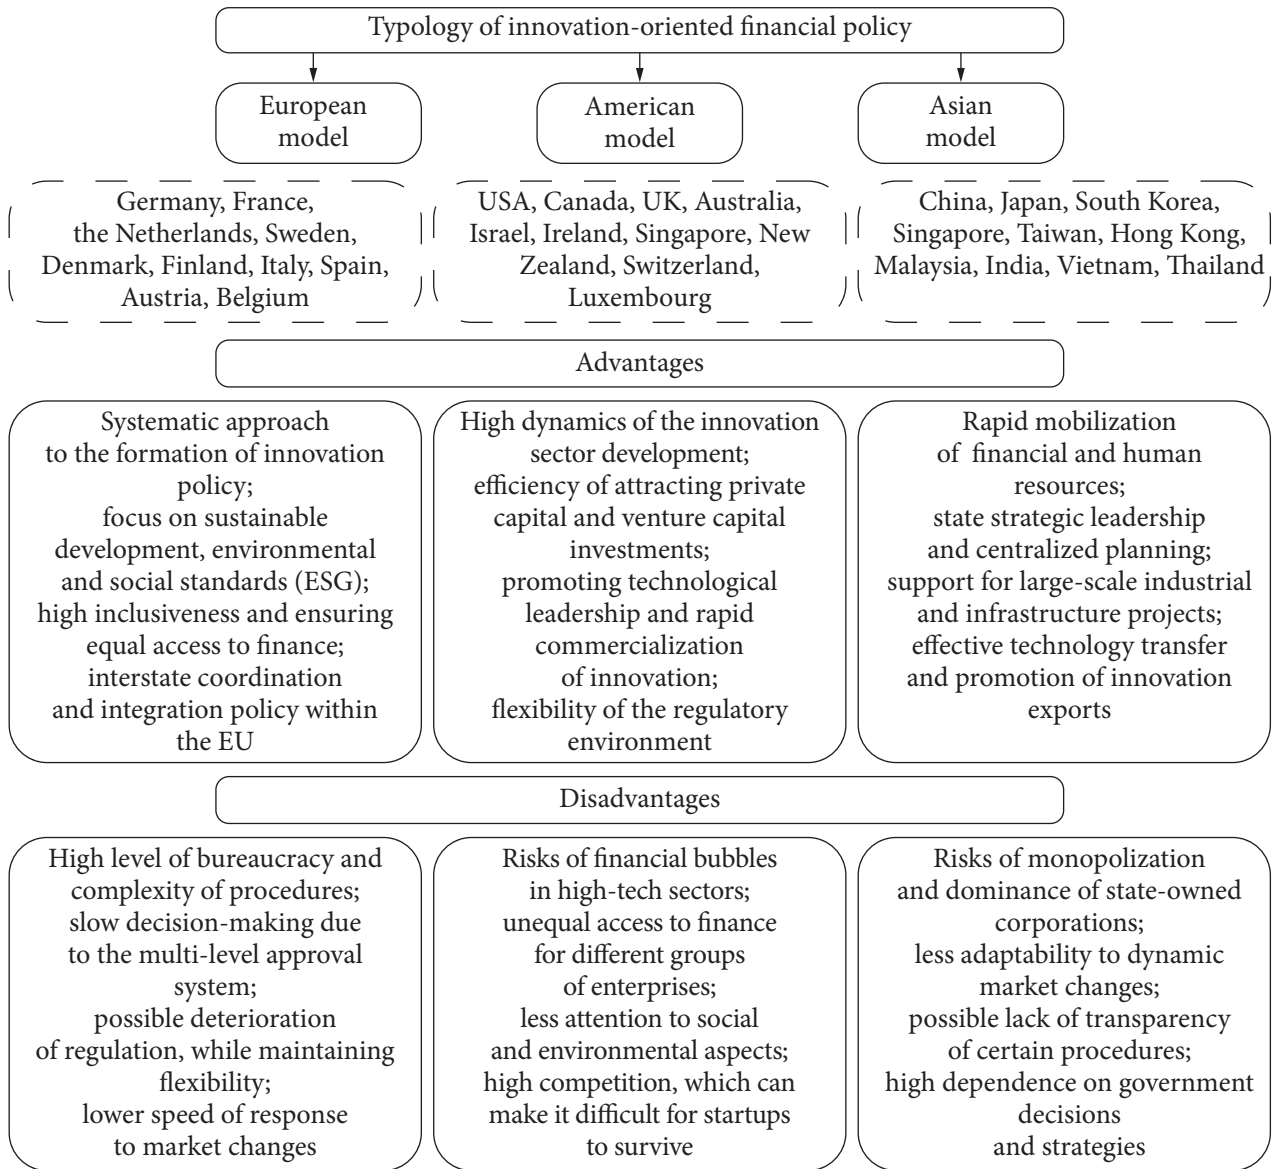 Typology of innovation-oriented financial policy
European
model
American
model
Asian
model
Germany, France,
the Netherlands, Sweden,
Denmark, Finland, Italy, Spain,
Austria, Belgium
USA, Canada, UK, Australia,
Israel, Ireland, Singapore, New
Zealand, Switzerland,
Luxembourg
China, Japan, South Korea,
Singapore, Taiwan, Hong Kong,
Malaysia, India, Vietnam, Thailand
Advantages
Systematic approach
to the formation of innovation
policy;
focus on sustainable
development, environmental
and social standards (ESG);
high inclusiveness and ensuring
equal access to finance;
interstate coordination
and integration policy within
the EU
High dynamics of the innovation
sector development;
efficiency of attracting private
capital and venture capital
investments;
promoting technological
leadership and rapid
commercialization
of innovation;
flexibility of the regulatory
environment
Rapid mobilization
of financial and human
resources;
state strategic leadership
and centralized planning;
support for large-scale industrial
and infrastructure projects;
effective technology transfer
and promotion of innovation
exports
Disadvantages
High level of bureaucracy and
complexity of procedures;
slow decision-making due
to the multi-level approval
system;
possible deterioration
of regulation, while maintaining
flexibility;
lower speed of response
to market changes
Risks of financial bubbles
in high-tech sectors;
unequal access to finance
for different groups
of enterprises;
less attention to social
and environmental aspects;
high competition, which can
make it difficult for startups
to survive
Risks of monopolization
and dominance of state-owned
corporations;
less adaptability to dynamic
market changes;
possible lack of transparency
of certain procedures;
high dependence on government
decisions
and strategies